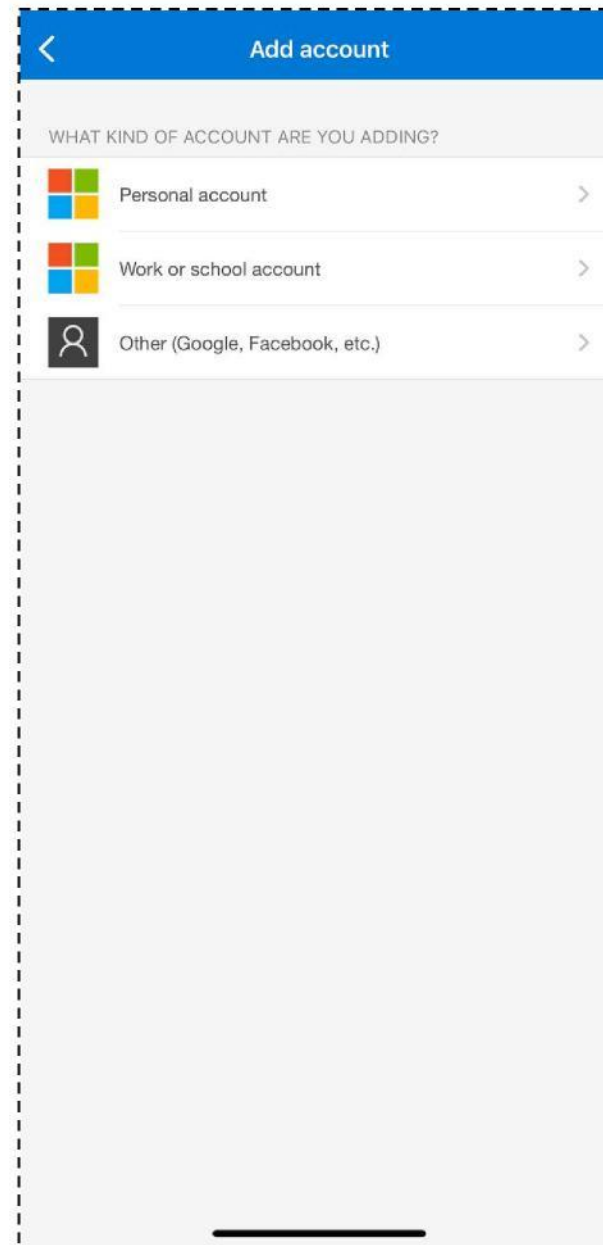 Add account
WHAT KIND OF ACCOUNT ARE YOU ADDING?
Personal account
Work or school account
Other (Google, Facebook, etc.)